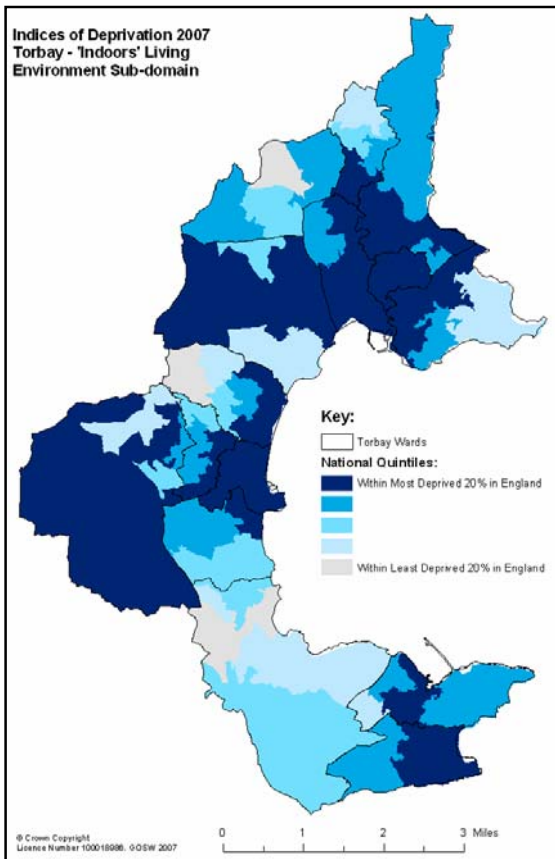 Indices of Deprivation 2007
Torbay - 'Indoors' Living
Environment Sub-domain
Key:
Torbay Wards
National Quintiles:
Within Most Deprived 20% in England
Within Least Deprived 20% in England
© Crown Copyright
Licence Number 100018986. GOSW 2007
0 1 2 3 Miles